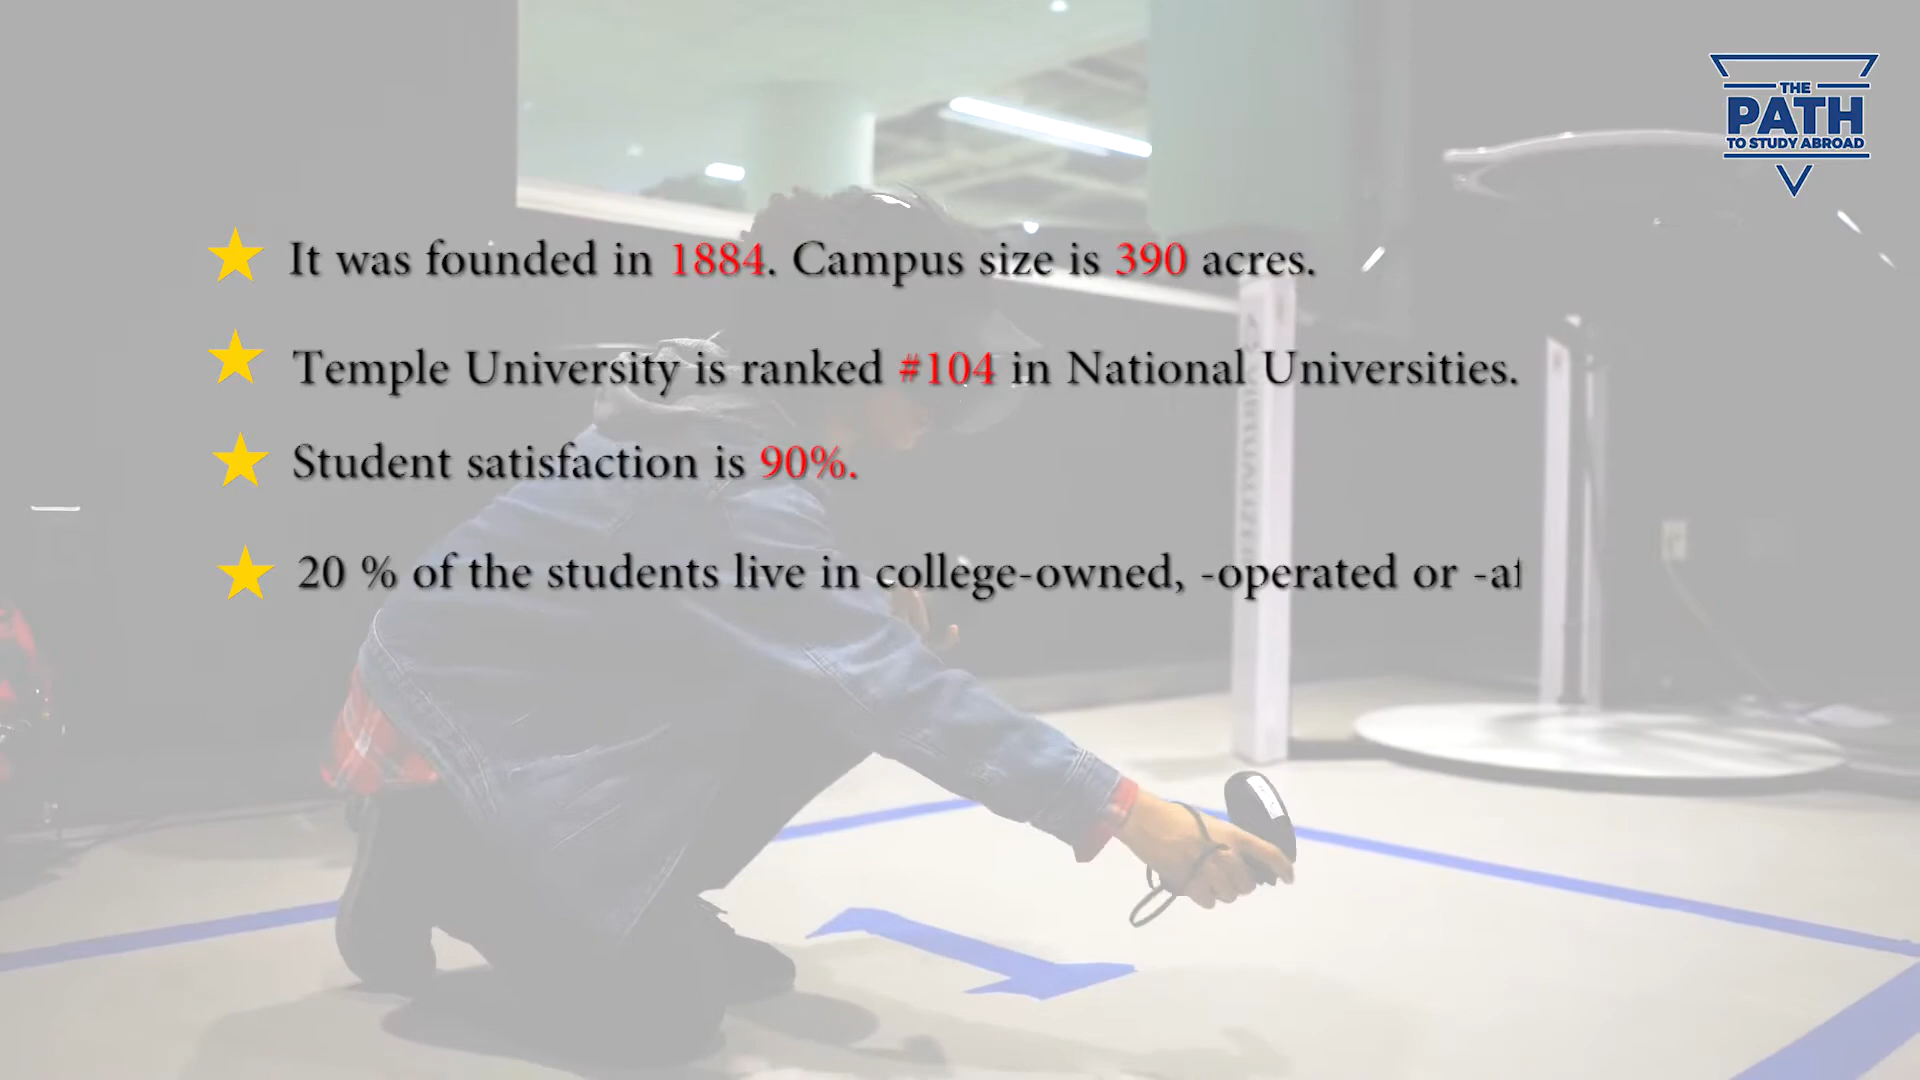 THE
PATH
TO STUDY ABROAD
It was founded in 1884. Campus size is 390 acres.
Temple University is ranked #104 in National Universities.
Student satisfaction is 90%.
20 % of the students live in college-owned, -operated or